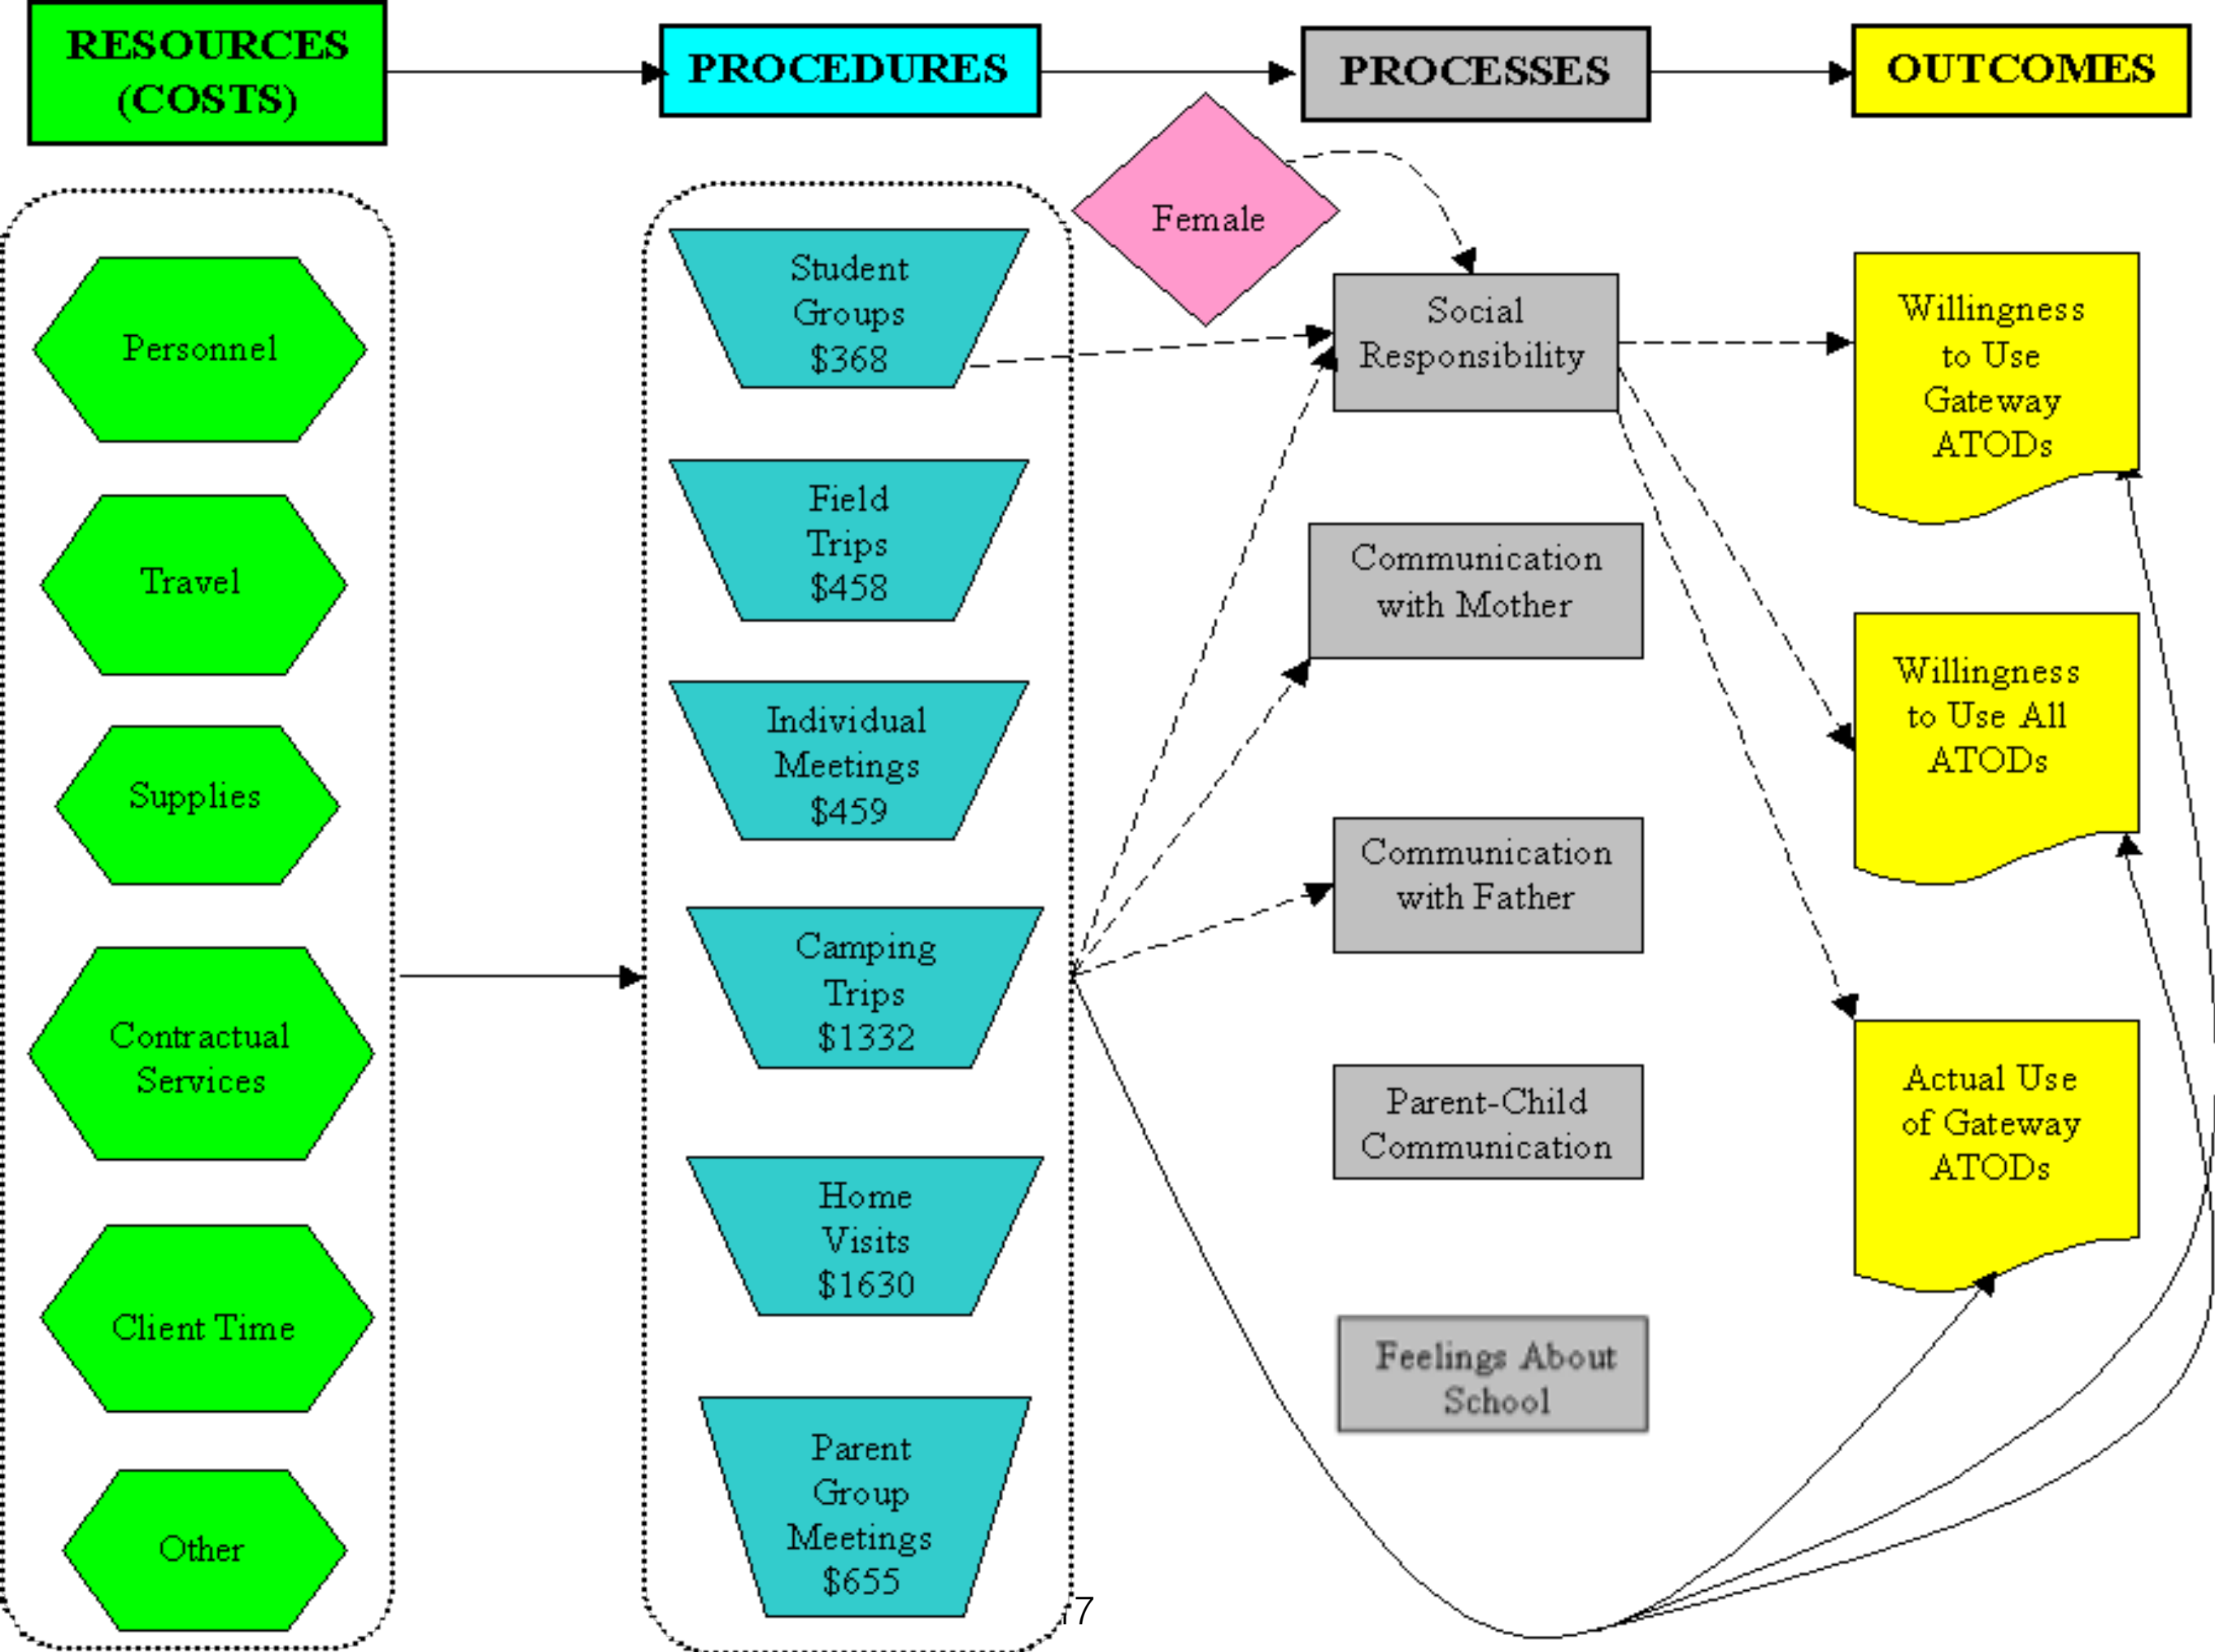 RESOURCES
(COSTS)
PROCEDURES
PROCESSES
OUTCOMES
Personnel
Travel
Supplies
Contractual
Services
Client Time
Other
Student
Groups
$368
Field
Trips
$458
Individual
Meetings
$459
Camping
Trips
$1332
Home
Visits
$1630
Parent
Group
Meetings
$655
Female
Social
Responsibility
Communication
with Mother
Communication
with Father
Parent-Child
Communication
Feelings About
School
Willingness
to Use
Gateway
ATODs
Willingness
to Use All
ATODs
Actual Use
of Gateway
ATODs